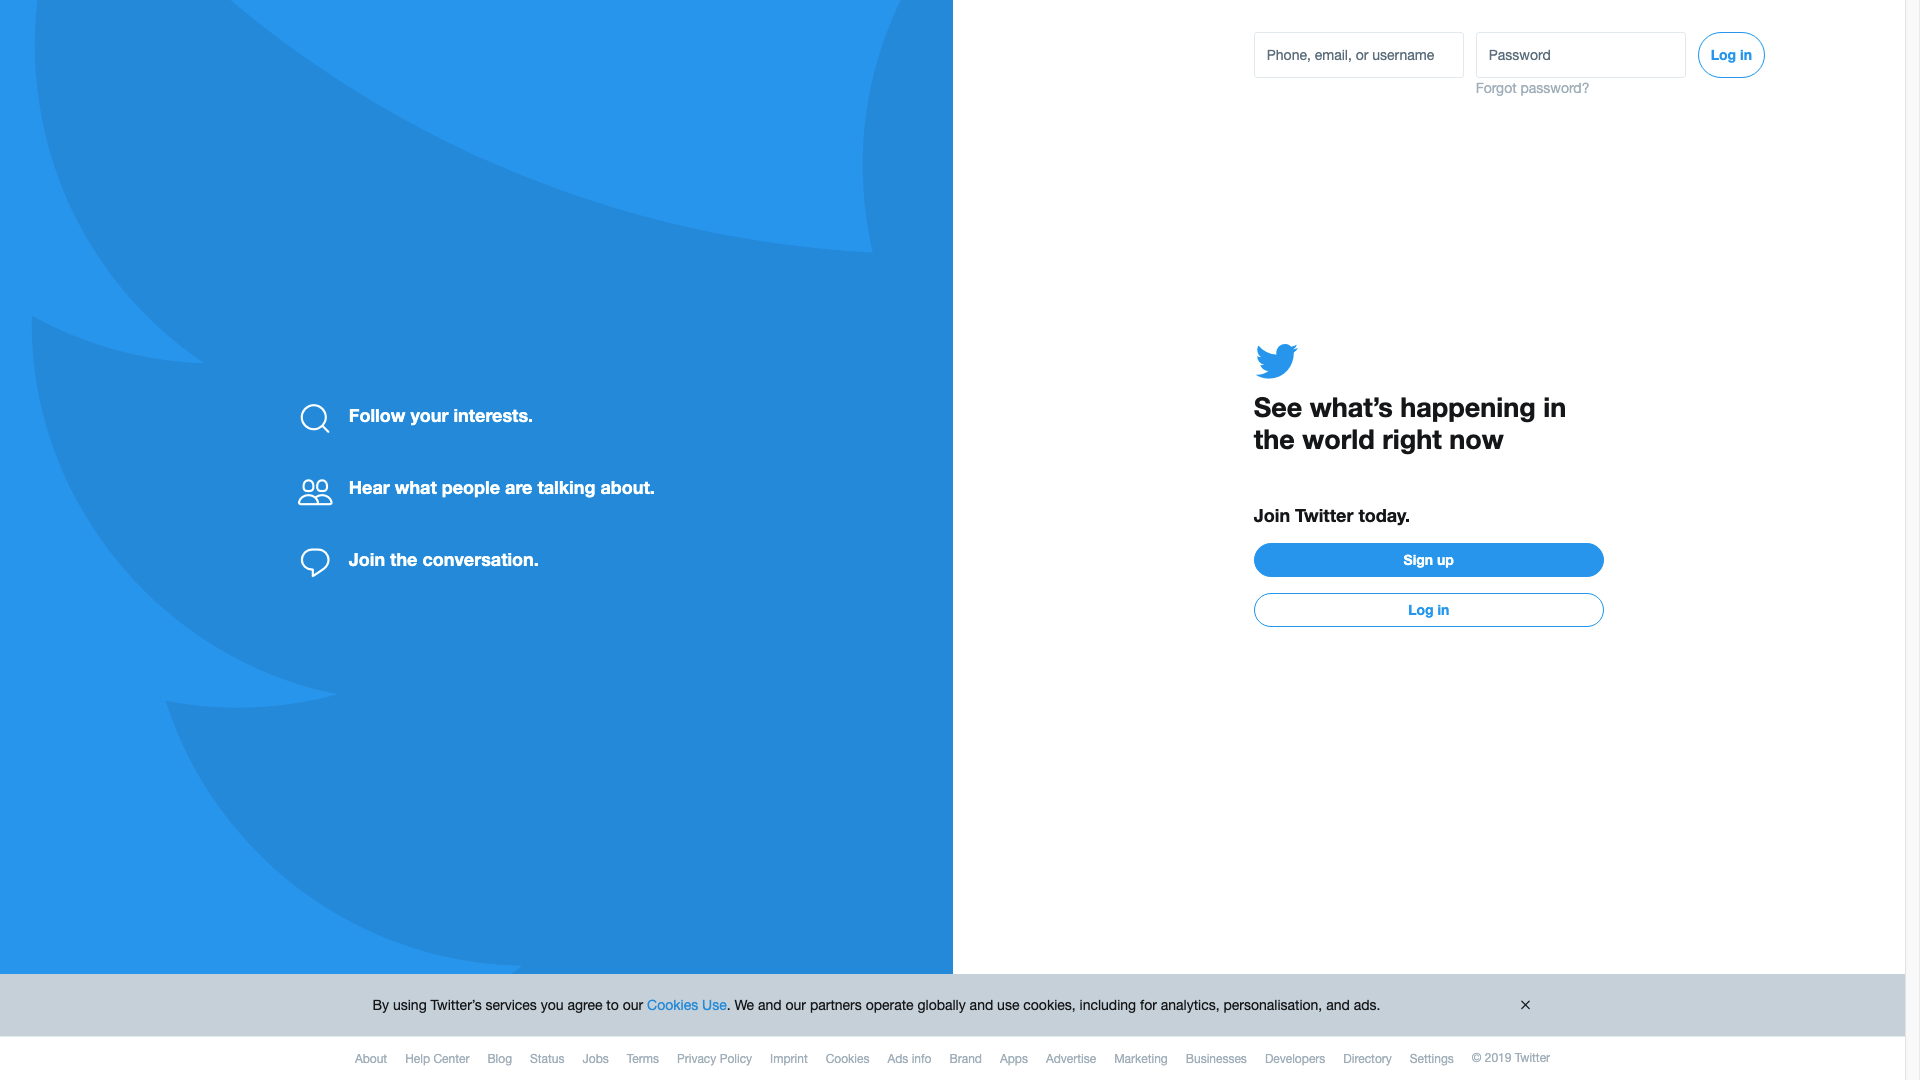 Phone, email, or username
Password
Log in
Forgot password?
Follow your interests.
Hear what people are talking about.
Join the conversation.
See what’s happening in
the world right now
Join Twitter today.
Sign up
Log in
By using Twitter’s services you agree to our Cookies Use. We and our partners operate globally and use cookies, including for analytics, personalisation, and ads.
About Help Center Blog Status Jobs Terms Privacy Policy Imprint Cookies Ads info Brand Apps Advertise Marketing Businesses Developers Directory Settings © 2019 Twitter